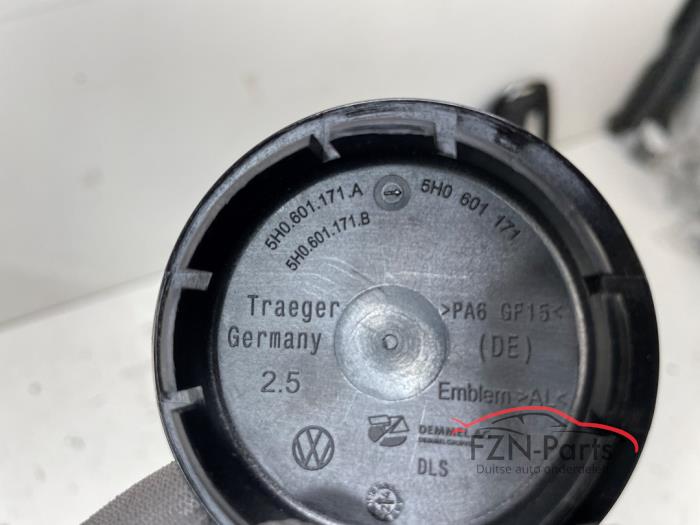 5H0.601.171.A
5H0 601 171
5H0.601.171.B
Traeger
Germany
>PA6 GF15<
(DE)
2.5
Emblem >AL<
DEMMEL
DLS
FZN-Parts
Duitse auto onderdelen